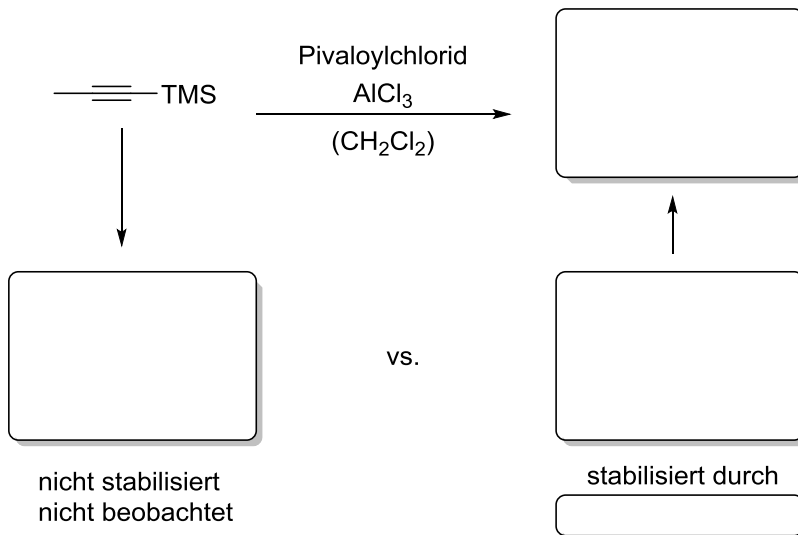 Pivaloylchlorid
TMS
AlCl3
(CH2Cl2)
vs.
nicht stabilisiert
nicht beobachtet
stabilisiert durch